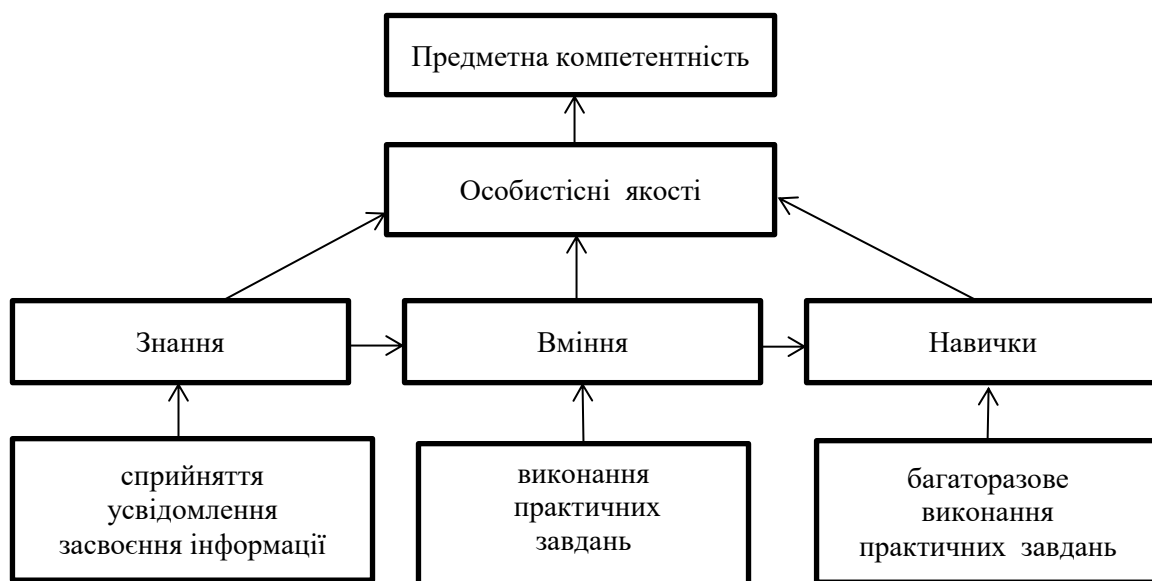 Предметна компетентність
Особистісні якості
Знання
Вміння
Навички
сприйняття
усвідомлення
засвоєння інформації
виконання
практичних
завдань
багаторазове
виконання
практичних завдань